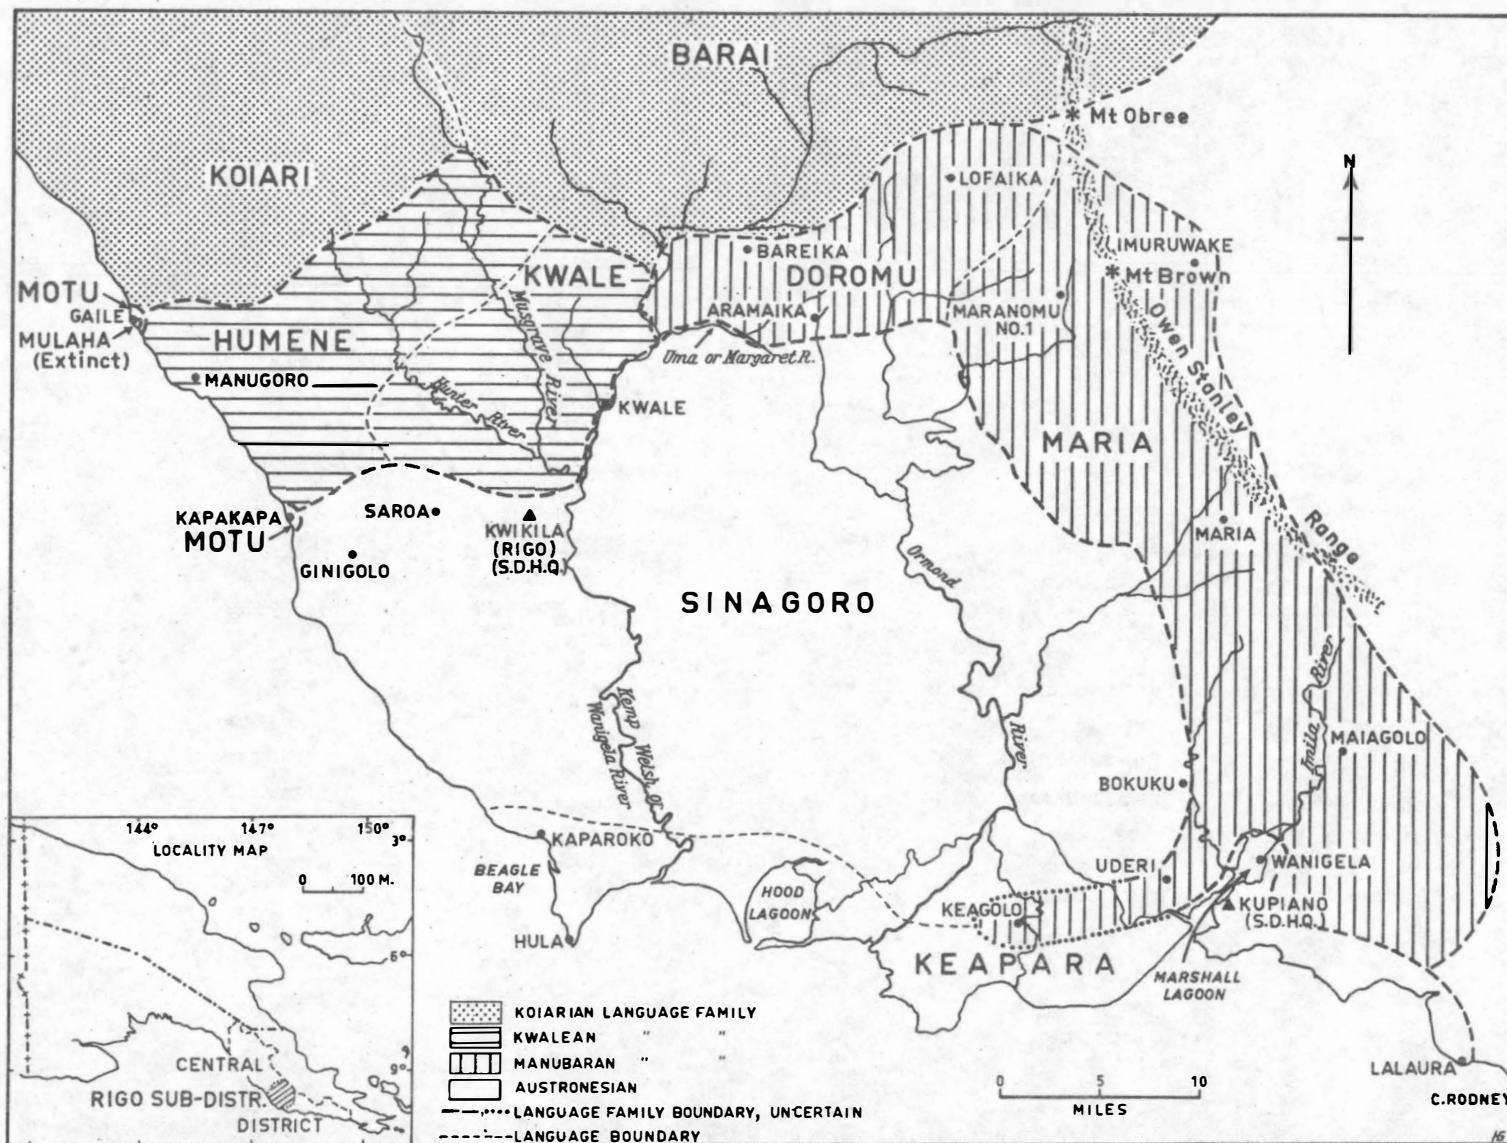 BARAI
Mt Obree
KOIARI
LOFAIKA
N
IMURUWAKE
BAREIKA
KWALE
DOROMU
Mt Brown
MOTU
GAILE
MULAHA
(Extinct)
ARAMAIKA
MARANOMU
NO.1
HUMENE
Musgrave River
Uma or Margaret R.
Owen Stanley
Range
MANUGORO
Hunter River
KWALE
MARIA
KAPAKAPA
MOTU
SAROA
KWIKILA
(RIGO)
(S.D.H.Q.)
MARIA
GINIGOLO
Ormond
River
SINAGORO
Kemp Welsh or
Wanigela River
Imila River
MAIAGOLO
BOKUKU
KAPAROKO
BEAGLE
BAY
UDERI
WANIGELA
HOOD
LAGOON
KEAGOLO
KUPIANO
(S.D.H.Q.)
HULA
KEAPARA
MARSHALL
LAGOON
LALAURA
144° 147° 150°
3°
LOCALITY MAP
0 100 M.
6°
9°
CENTRAL
RIGO SUB-DISTR.
DISTRICT
KOIARIAN LANGUAGE FAMILY
KWALEAN " "
MANUBARAN " "
AUSTRONESIAN
LANGUAGE FAMILY BOUNDARY, UNCERTAIN
LANGUAGE BOUNDARY
0 5 10
MILES
C.RODNEY